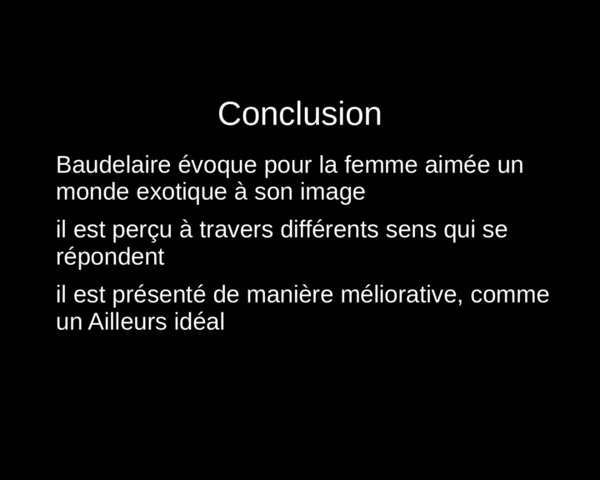 Conclusion
Baudelaire évoque pour la femme aimée un
monde exotique à son image
il est perçu à travers différents sens qui se
répondent
il est présenté de manière méliorative, comme
un Ailleurs idéal